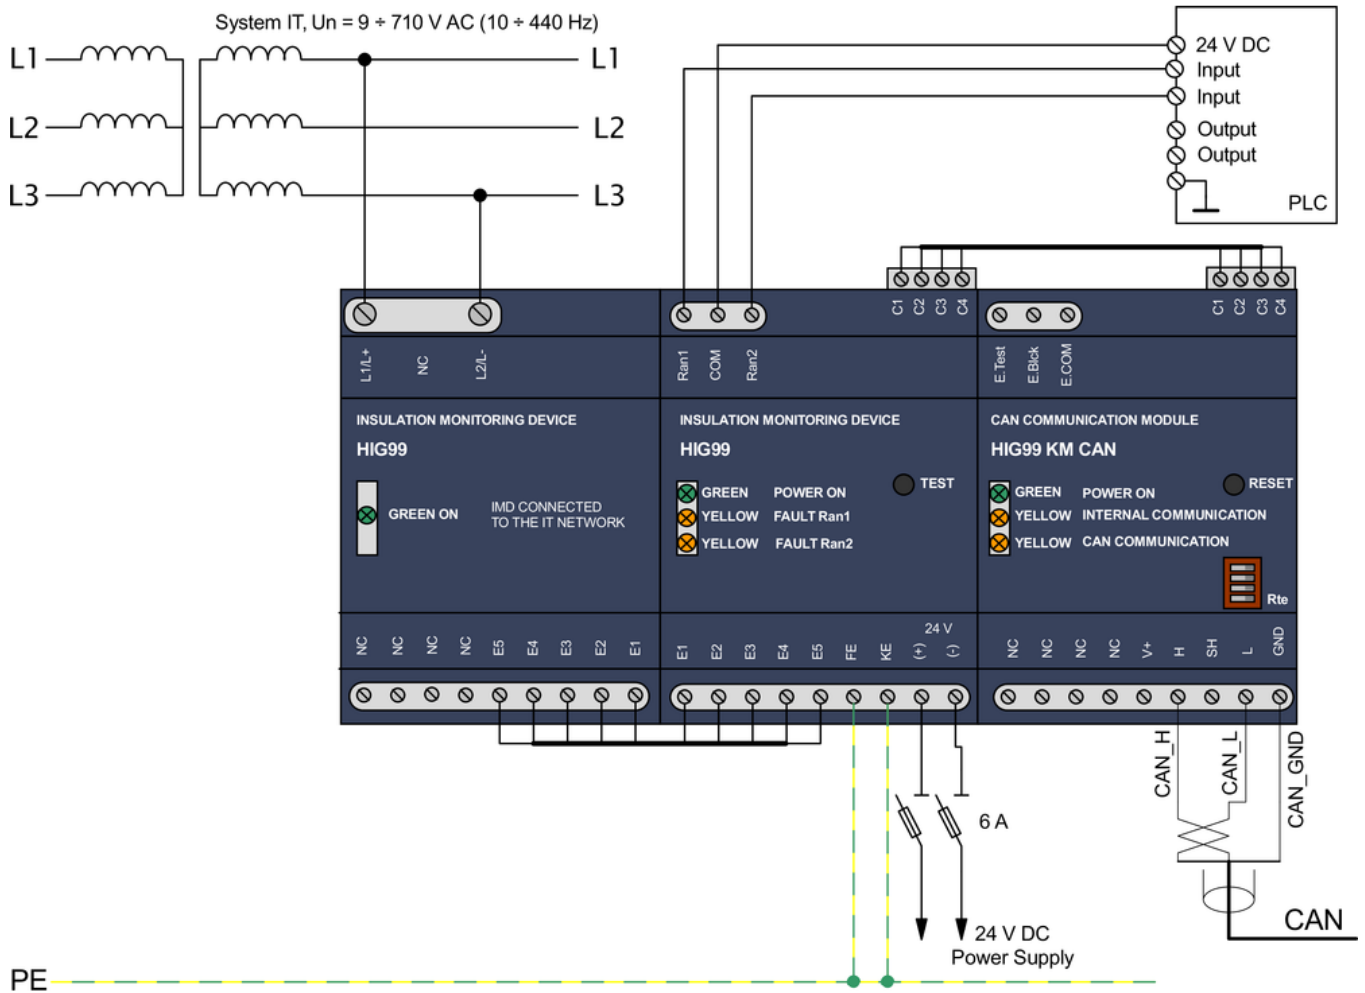 System IT, Un = 9 ÷ 710 V AC (10 ÷ 440 Hz)
L1
L1
L2
L2
L3
L3
24 V DC
Input
Input
Output
Output
PLC
C1
C2
C3
C4
C1
C2
C3
C4
L1/L+
NC
L2/L-
Ran1
COM
Ran2
E.Test
E.Blck
E.COM
INSULATION MONITORING DEVICE
HIG99
GREEN ON
IMD CONNECTED
TO THE IT NETWORK
INSULATION MONITORING DEVICE
HIG99
TEST
GREEN POWER ON
YELLOW FAULT Ran1
YELLOW FAULT Ran2
CAN COMMUNICATION MODULE
HIG99 KM CAN
RESET
GREEN POWER ON
YELLOW INTERNAL COMMUNICATION
YELLOW CAN COMMUNICATION
Rte
NC
NC
NC
NC
E5
E4
E3
E2
E1
E1
E2
E3
E4
E5
FE
KE
24 V
(+)
(-)
NC
NC
NC
NC
V+
H
SH
L
GND
CAN_H
CAN_L
CAN_GND
6 A
24 V DC
Power Supply
CAN
PE